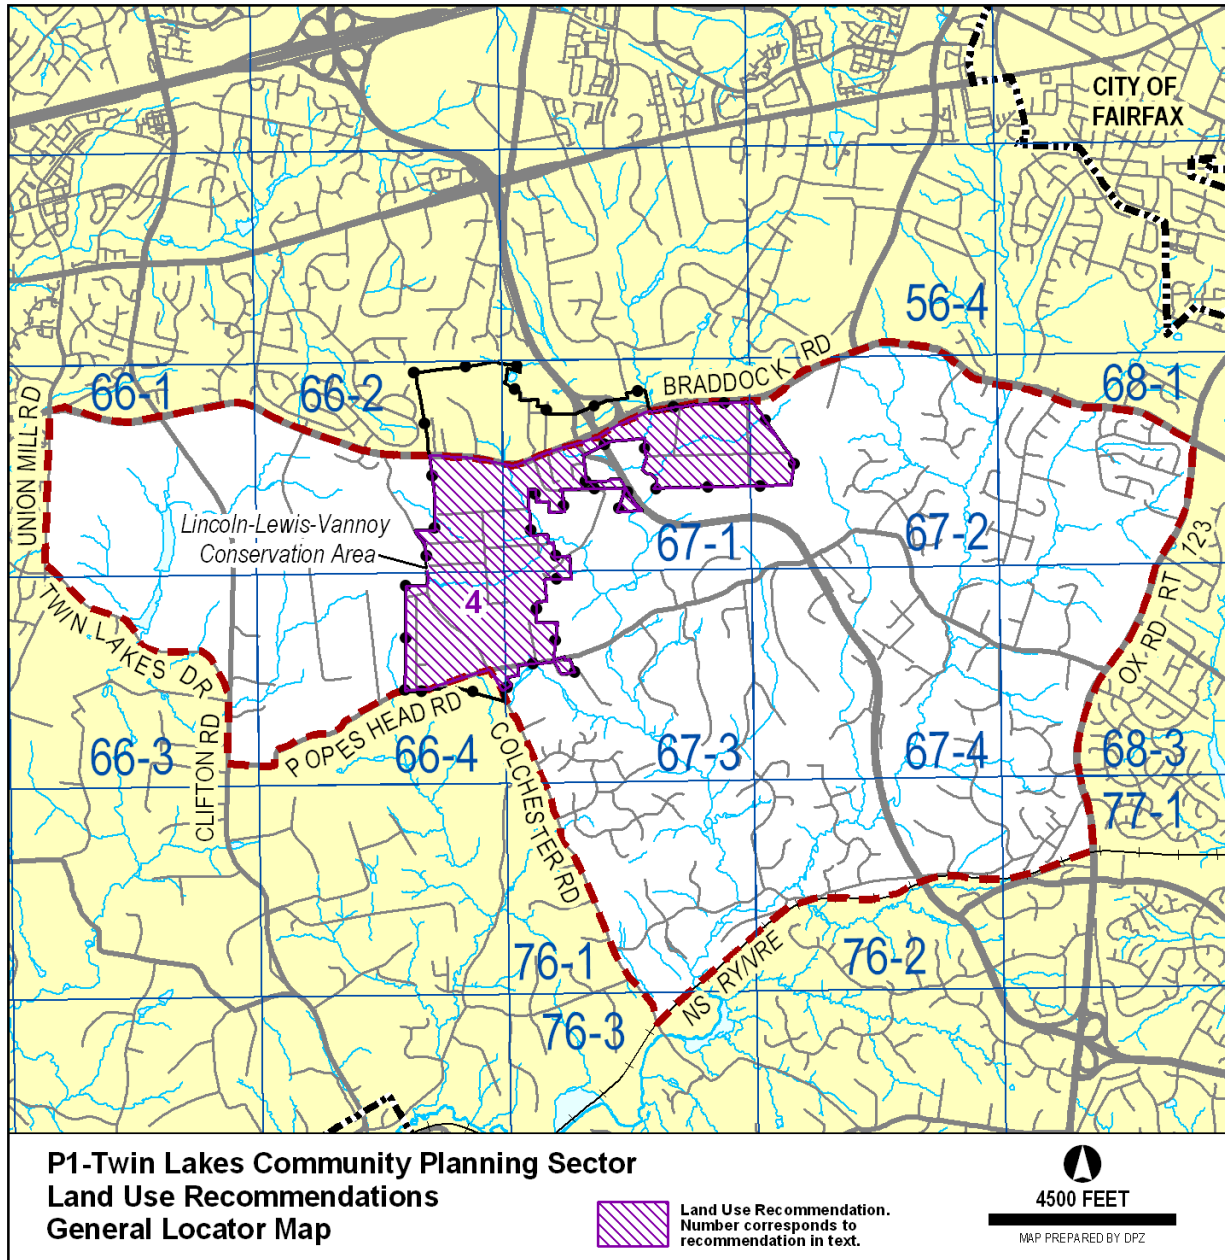 CITY OF
FAIRFAX
56-4
BRADDOCK RD
66-1
66-2
68-1
UNION MILL RD
Lincoln-Lewis-Vannoy
Conservation Area
67-1
67-2
OX RD RT 123
4
TWIN LAKES DR
POPES HEAD RD
66-3
CLIFTON RD
66-4
COLCHESTER RD
67-3
67-4
68-3
77-1
76-1
76-2
NS RY/VRE
76-3
P1-Twin Lakes Community Planning Sector
Land Use Recommendations
General Locator Map
Land Use Recommendation.
Number corresponds to
recommendation in text.
4500 FEET
MAP PREPARED BY DPZ